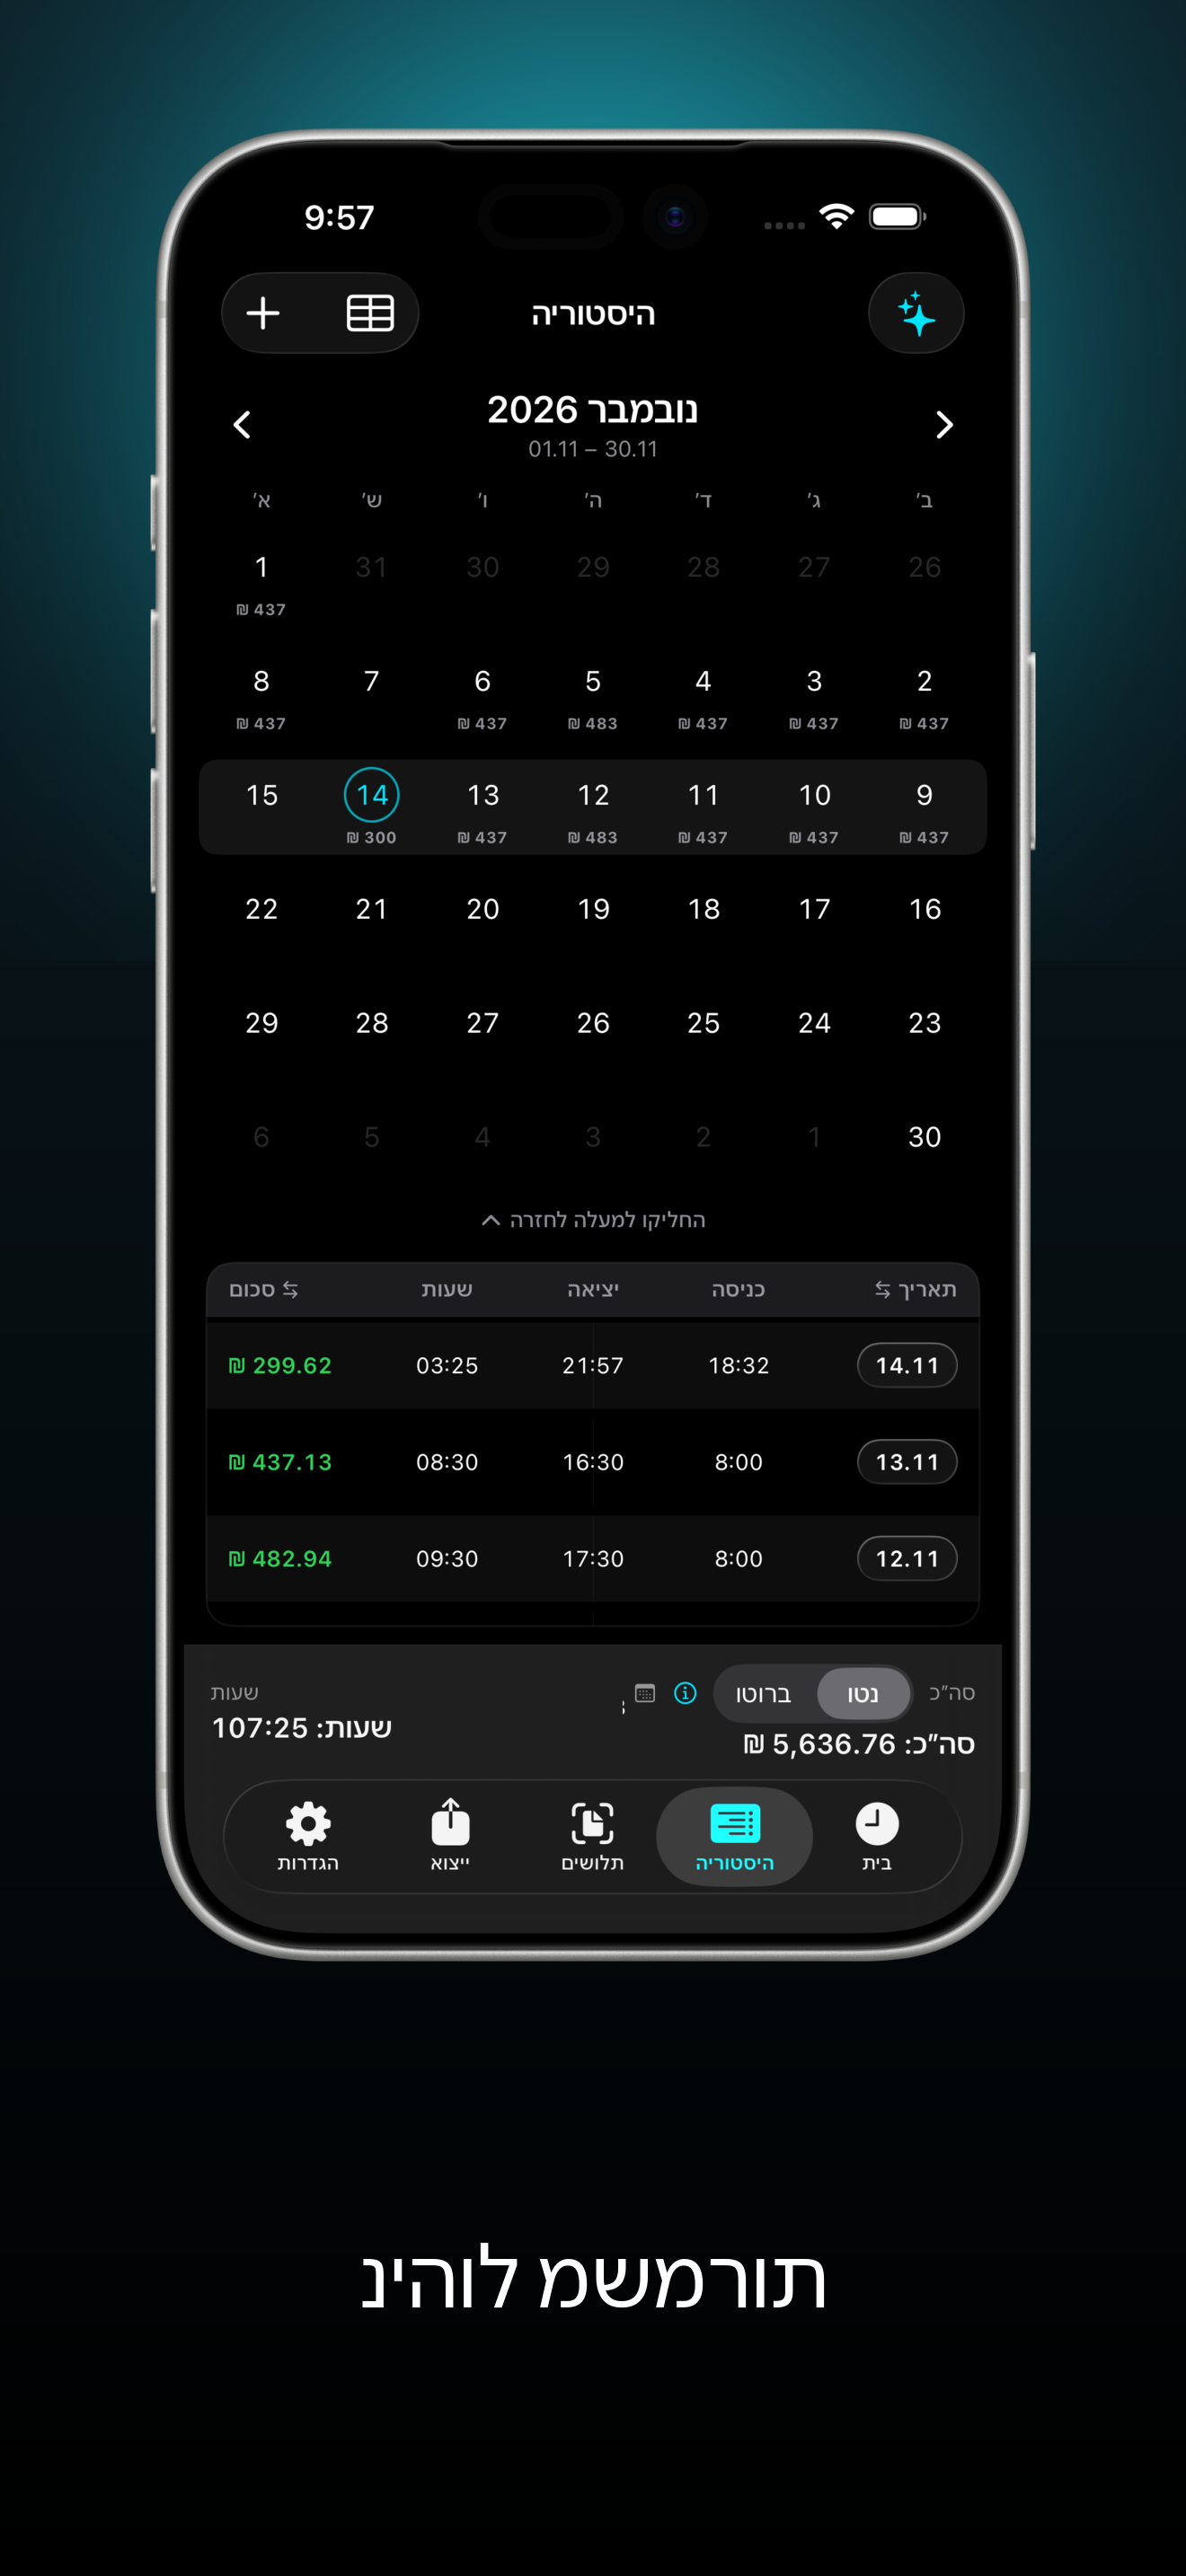 9:57
היסטוריה
נובמבר 2026
01.11 – 30.11
ב׳ ג׳ ד׳ ה׳ ו׳ ש׳ א׳
26 27 28 29 30 31 1
437 ₪
2 3 4 5 6 7 8
437 ₪ 437 ₪ 437 ₪ 483 ₪ 437 ₪ 437 ₪
9 10 11 12 13 14 15
437 ₪ 437 ₪ 437 ₪ 483 ₪ 437 ₪ 300 ₪
16 17 18 19 20 21 22
23 24 25 26 27 28 29
30 1 2 3 4 5 6
החליקו למעלה לחזרה
תאריך כניסה יציאה שעות סכום
14.11 18:32 21:57 03:25 299.62 ₪
13.11 8:00 16:30 08:30 437.13 ₪
12.11 8:00 17:30 09:30 482.94 ₪
סה״כ נטו ברוטו שעות
סה״כ: 5,636.76 ₪ שעות: 107:25
בית היסטוריה תלושים ייצוא הגדרות
תורמשמ לוהינ